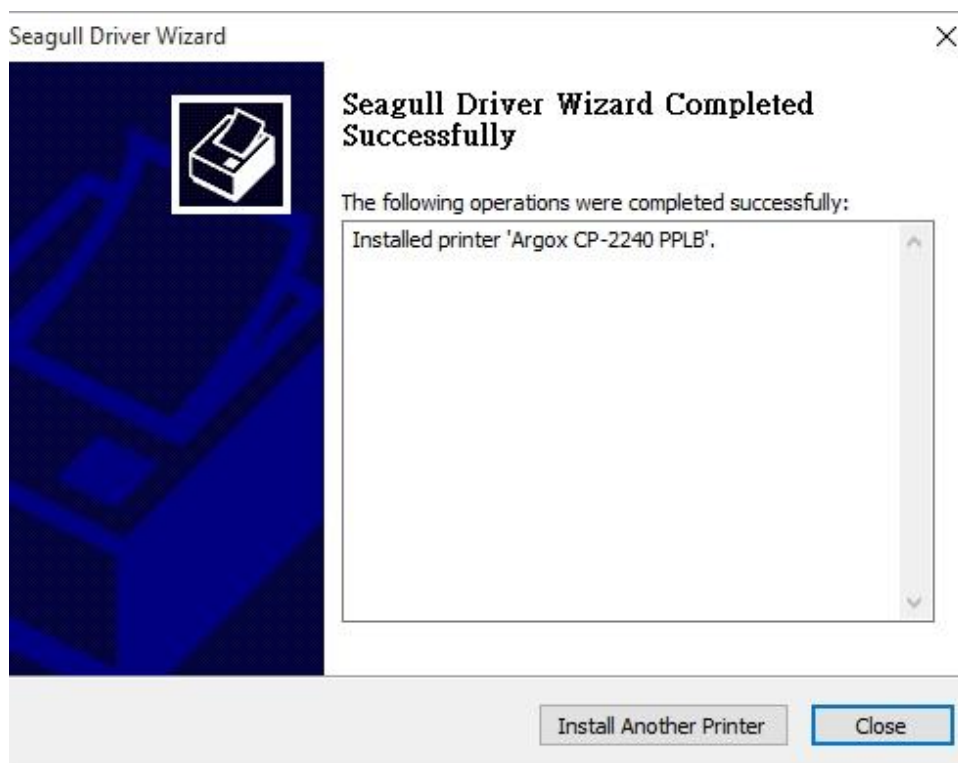 Seagull Driver Wizard
Seagull Driver Wizard Completed
Successfully
The following operations were completed successfully:
Installed printer 'Argox CP-2240 PPLB'.
Install Another Printer
Close